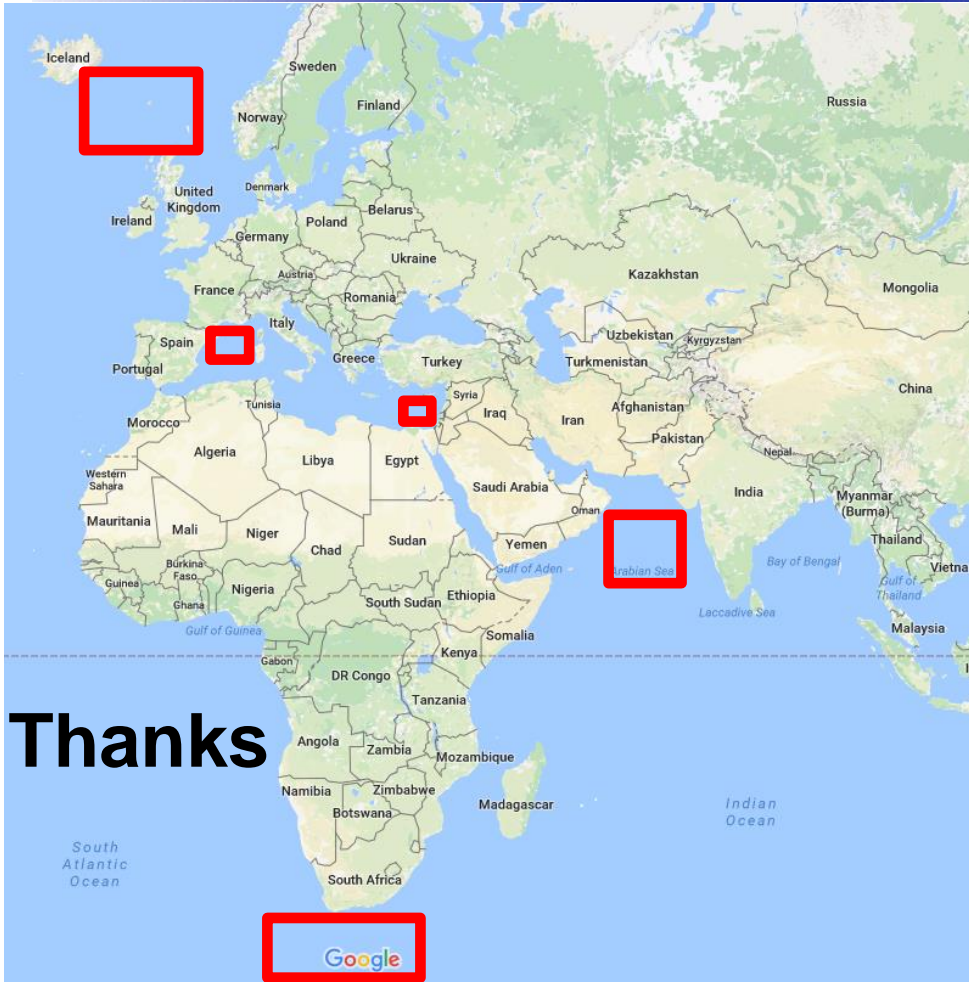 Iceland
Sweden
Finland
Norway
Russia
United
Kingdom
Denmark
Ireland
Belarus
Poland
Germany
Ukraine
Austria
Kazakhstan
France
Mongolia
Romania
Italy
Spain
Uzbekistan
Kyrgyzstan
Greece
Turkey
Turkmenistan
Portugal
China
Syria
Tunisia
Afghanistan
Iraq
Iran
Morocco
Pakistan
Algeria
Libya
Egypt
Nepal
Western
Sahara
Saudi Arabia
India
Myanmar
(Burma)
Oman
Mauritania
Mali
Niger
Sudan
Thailand
Yemen
Chad
Burkina
Faso
Gulf of Aden
Arabian Sea
Bay of Bengal
Vietna
Guinea
Nigeria
Ethiopia
Gulf of
Thailand
South Sudan
Ghana
Laccadive Sea
Gulf of Guinea
Malaysia
Somalia
Kenya
Gabon
I
DR Congo
Tanzania
Thanks
Angola
Zambia
Mozambique
Namibia
Zimbabwe
Botswana
Madagascar
Indian
Ocean
South
Atlantic
Ocean
South Africa
Google